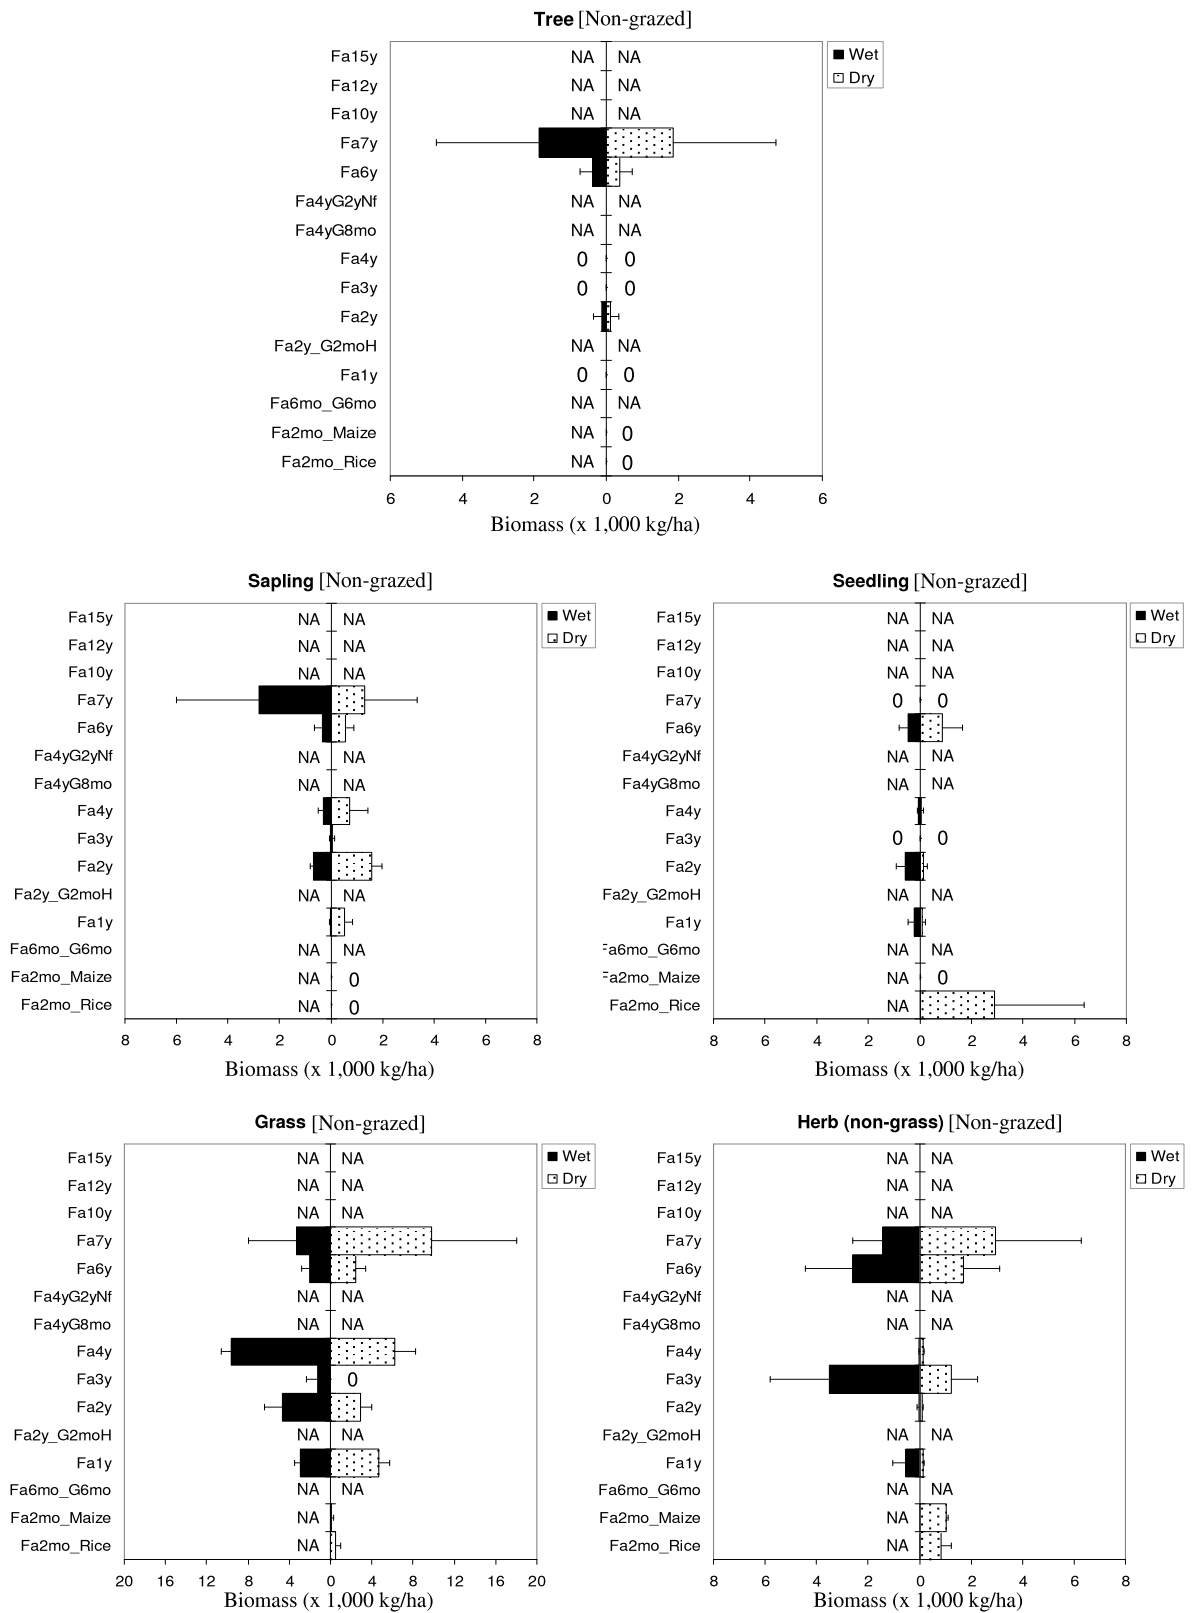 Tree [Non-grazed]
Wet
Dry
Fa15y NA NA
Fa12y NA NA
Fa10y NA NA
Fa7y
Fa6y
Fa4yG2yNf NA NA
Fa4yG8mo NA NA
Fa4y 0 0
Fa3y 0 0
Fa2y
Fa2y_G2moH NA NA
Fa1y 0 0
Fa6mo_G6mo NA NA
Fa2mo_Maize NA 0
Fa2mo_Rice NA 0
6 4 2 0 2 4 6
Biomass (x 1,000 kg/ha)
Sapling [Non-grazed]
Wet
Dry
Fa15y NA NA
Fa12y NA NA
Fa10y NA NA
Fa7y
Fa6y
Fa4yG2yNf NA NA
Fa4yG8mo NA NA
Fa4y
Fa3y
Fa2y
Fa2y_G2moH NA NA
Fa1y
Fa6mo_G6mo NA NA
Fa2mo_Maize NA 0
Fa2mo_Rice NA 0
8 6 4 2 0 2 4 6 8
Biomass (x 1,000 kg/ha)
Seedling [Non-grazed]
Wet
Dry
Fa15y NA NA
Fa12y NA NA
Fa10y NA NA
Fa7y 0 0
Fa6y
Fa4yG2yNf NA NA
Fa4yG8mo NA NA
Fa4y
Fa3y 0 0
Fa2y
Fa2y_G2moH NA NA
Fa1y
Fa6mo_G6mo NA NA
Fa2mo_Maize NA 0
Fa2mo_Rice NA
8 6 4 2 0 2 4 6 8
Biomass (x 1,000 kg/ha)
Grass [Non-grazed]
Wet
Dry
Fa15y NA NA
Fa12y NA NA
Fa10y NA NA
Fa7y
Fa6y
Fa4yG2yNf NA NA
Fa4yG8mo NA NA
Fa4y
Fa3y 0
Fa2y
Fa2y_G2moH NA NA
Fa1y
Fa6mo_G6mo NA NA
Fa2mo_Maize NA
Fa2mo_Rice NA
20 16 12 8 4 0 4 8 12 16 20
Biomass (x 1,000 kg/ha)
Herb (non-grass) [Non-grazed]
Wet
Dry
Fa15y NA NA
Fa12y NA NA
Fa10y NA NA
Fa7y
Fa6y
Fa4yG2yNf NA NA
Fa4yG8mo NA NA
Fa4y
Fa3y
Fa2y
Fa2y_G2moH NA NA
Fa1y
Fa6mo_G6mo NA NA
Fa2mo_Maize NA
Fa2mo_Rice NA
8 6 4 2 0 2 4 6 8
Biomass (x 1,000 kg/ha)